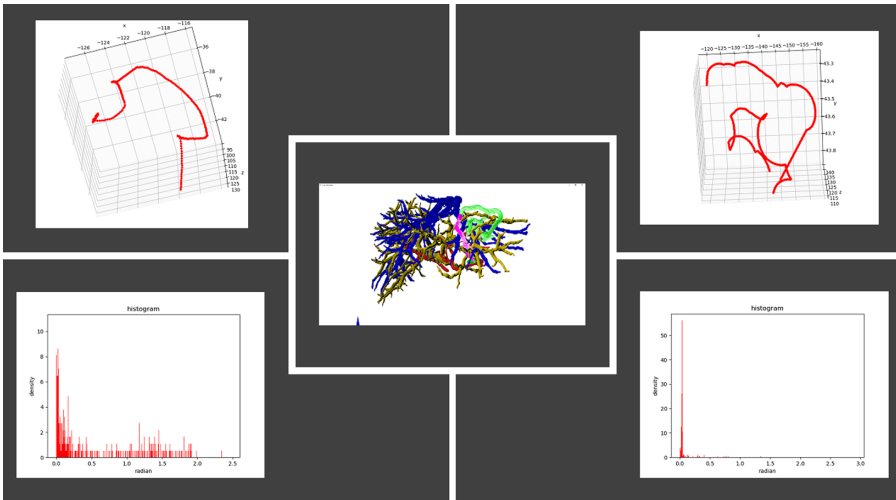 x
−126 −124 −122 −120 −118 −116
−36
−38
y
−40
−42
95
100
105
110
115
120
125
130
z
x
−120 −125 −130 −135 −140 −145 −150 −155 −160
−43.3
−43.4
−43.5
y
−43.6
−43.7
−43.8
z
120
115
110
histogram
density
10
8
6
4
2
0
0.0 0.5 1.0 1.5 2.0 2.5
radian
histogram
density
50
40
30
20
10
0
0.0 0.5 1.0 1.5 2.0 2.5 3.0
radian